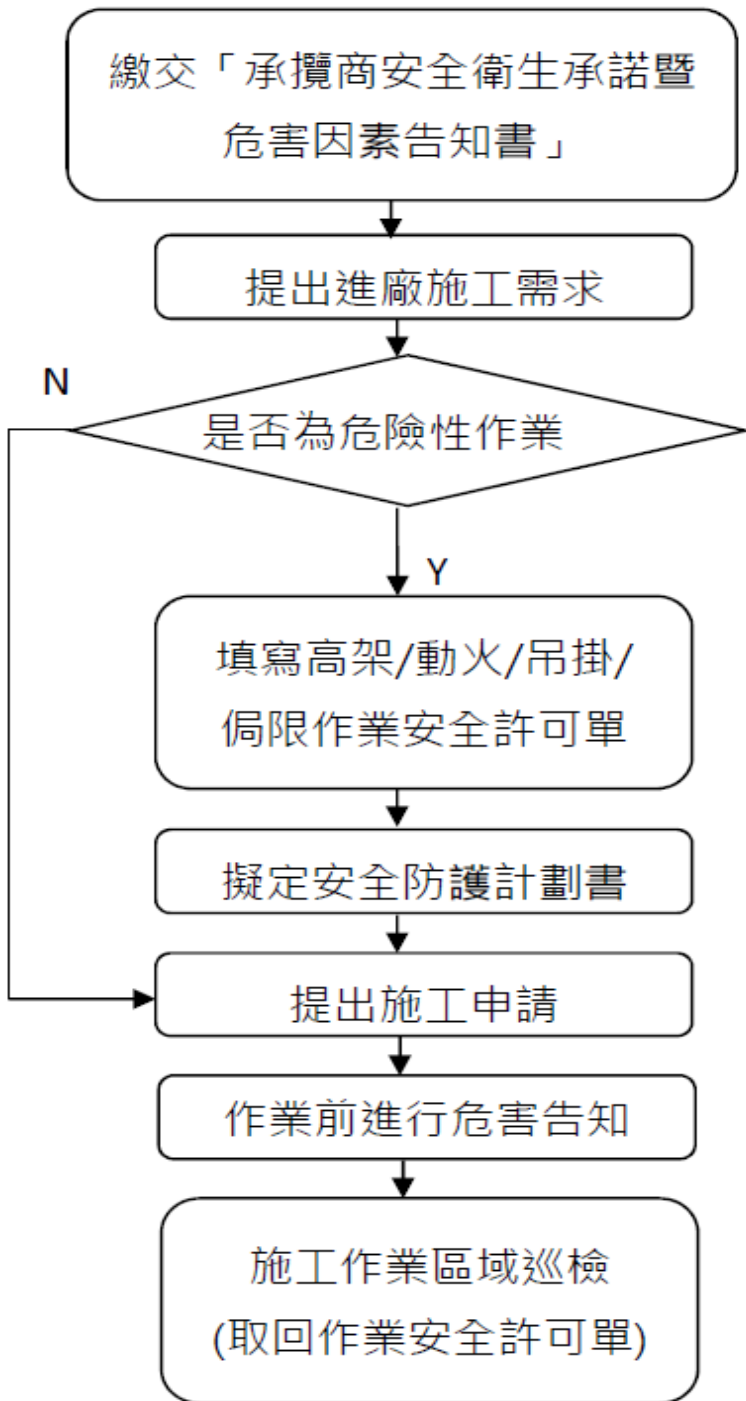 繳交「承攬商安全衛生承諾暨
危害因素告知書」
提出進廠施工需求
N
是否為危險性作業
Y
填寫高架/動火/吊掛/
侷限作業安全許可單
擬定安全防護計劃書
提出施工申請
作業前進行危害告知
施工作業區域巡檢
(取回作業安全許可單)